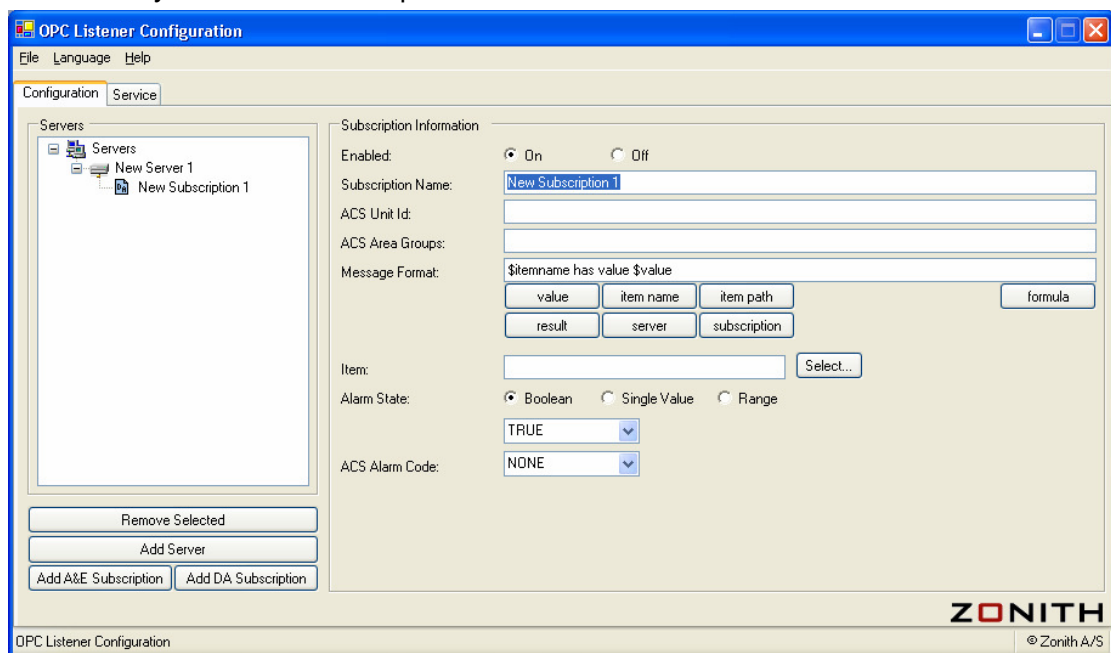 OPC Listener Configuration
File Language Help
Configuration Service
Servers
Servers
New Server 1
DA New Subscription 1
Remove Selected
Add Server
Add A&E Subscription Add DA Subscription
Subscription Information
Enabled: On Off
Subscription Name: New Subscription 1
ACS Unit Id:
ACS Area Groups:
Message Format: $itemname has value $value
value item name item path formula
result server subscription
Item: Select...
Alarm State: Boolean Single Value Range
TRUE
ACS Alarm Code: NONE
ZONITH
OPC Listener Configuration © Zonith A/S